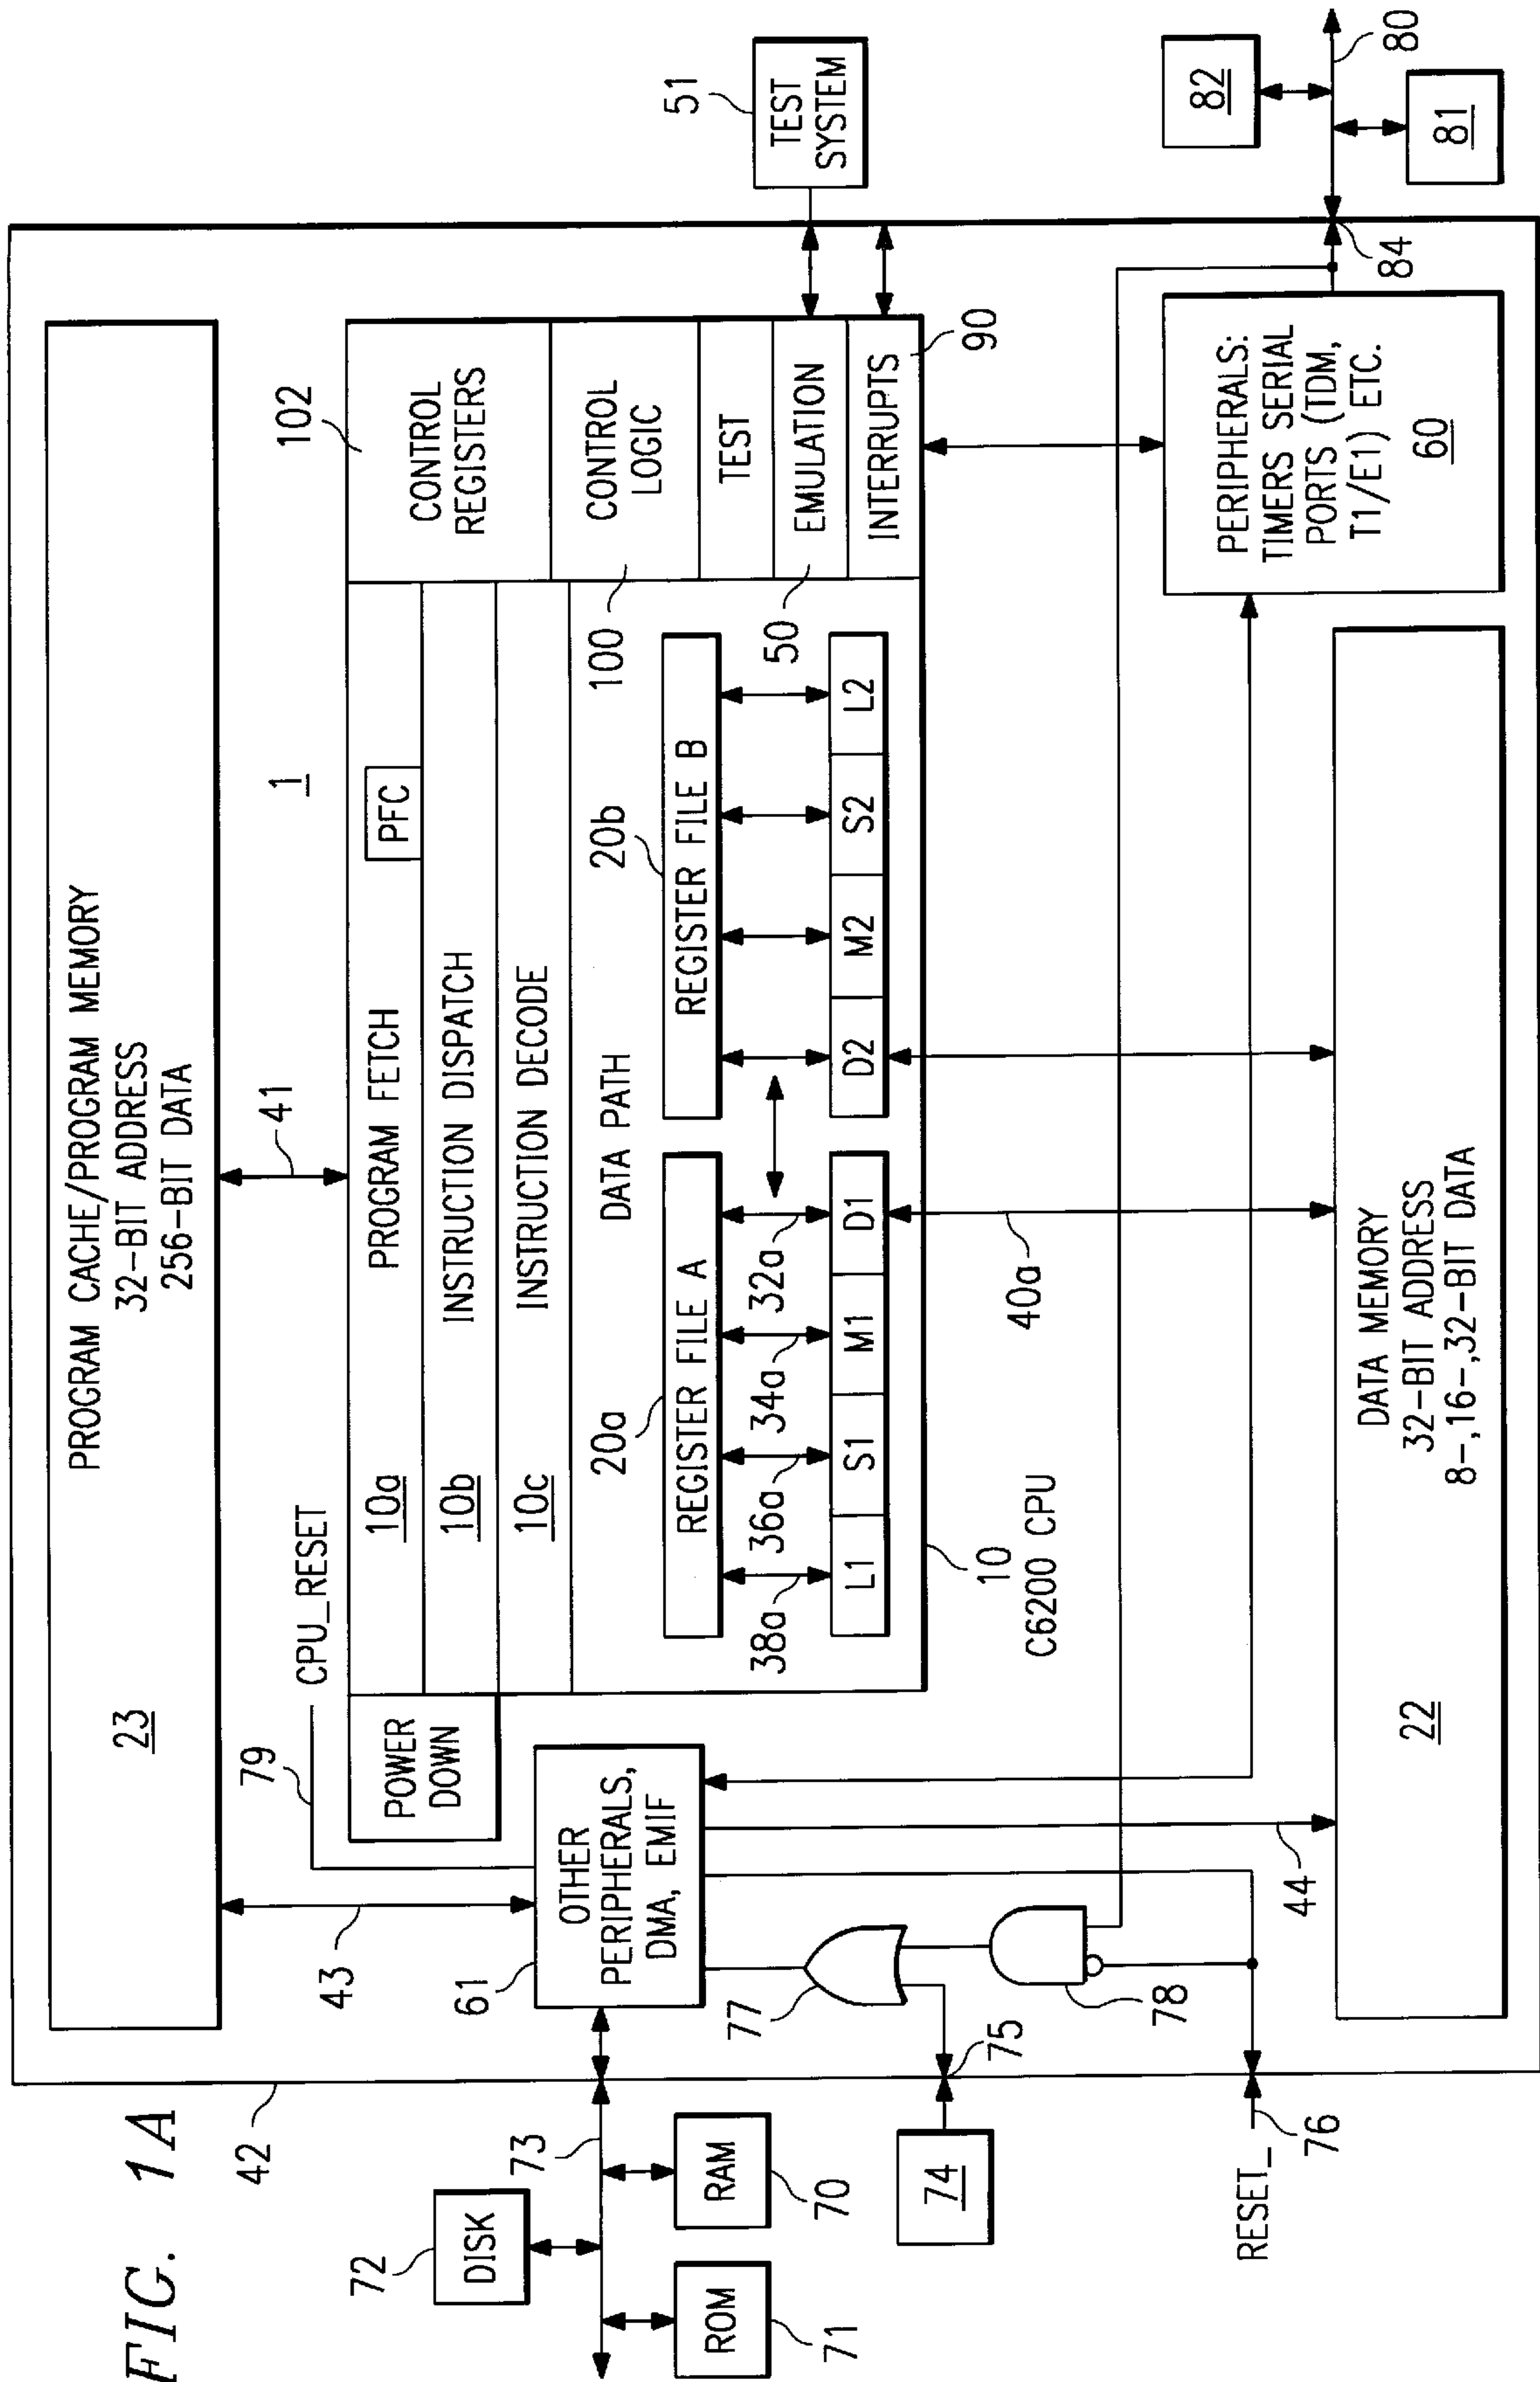 FIG. 1A
42
PROGRAM CACHE/PROGRAM MEMORY
32-BIT ADDRESS
256-BIT DATA
23
43
79
CPU_RESET
41
1
POWER
DOWN
10a
PROGRAM FETCH
PFC
10b
INSTRUCTION DISPATCH
10c
INSTRUCTION DECODE
DATA PATH
102
CONTROL
REGISTERS
CONTROL
LOGIC
100
TEST
EMULATION
50
INTERRUPTS
90
TEST
SYSTEM
51
20a
REGISTER FILE A
20b
REGISTER FILE B
38a
36a
34a
32a
L1
S1
M1
D1
D2
M2
S2
L2
10
C6200 CPU
40a
61
OTHER
PERIPHERALS,
DMA, EMIF
72
DISK
73
ROM
71
RAM
70
74
75
77
78
RESET_
76
44
DATA MEMORY
32-BIT ADDRESS
8-,16-,32-BIT DATA
22
PERIPHERALS:
TIMERS SERIAL
PORTS (TDM,
T1/E1) ETC.
60
84
82
81
80